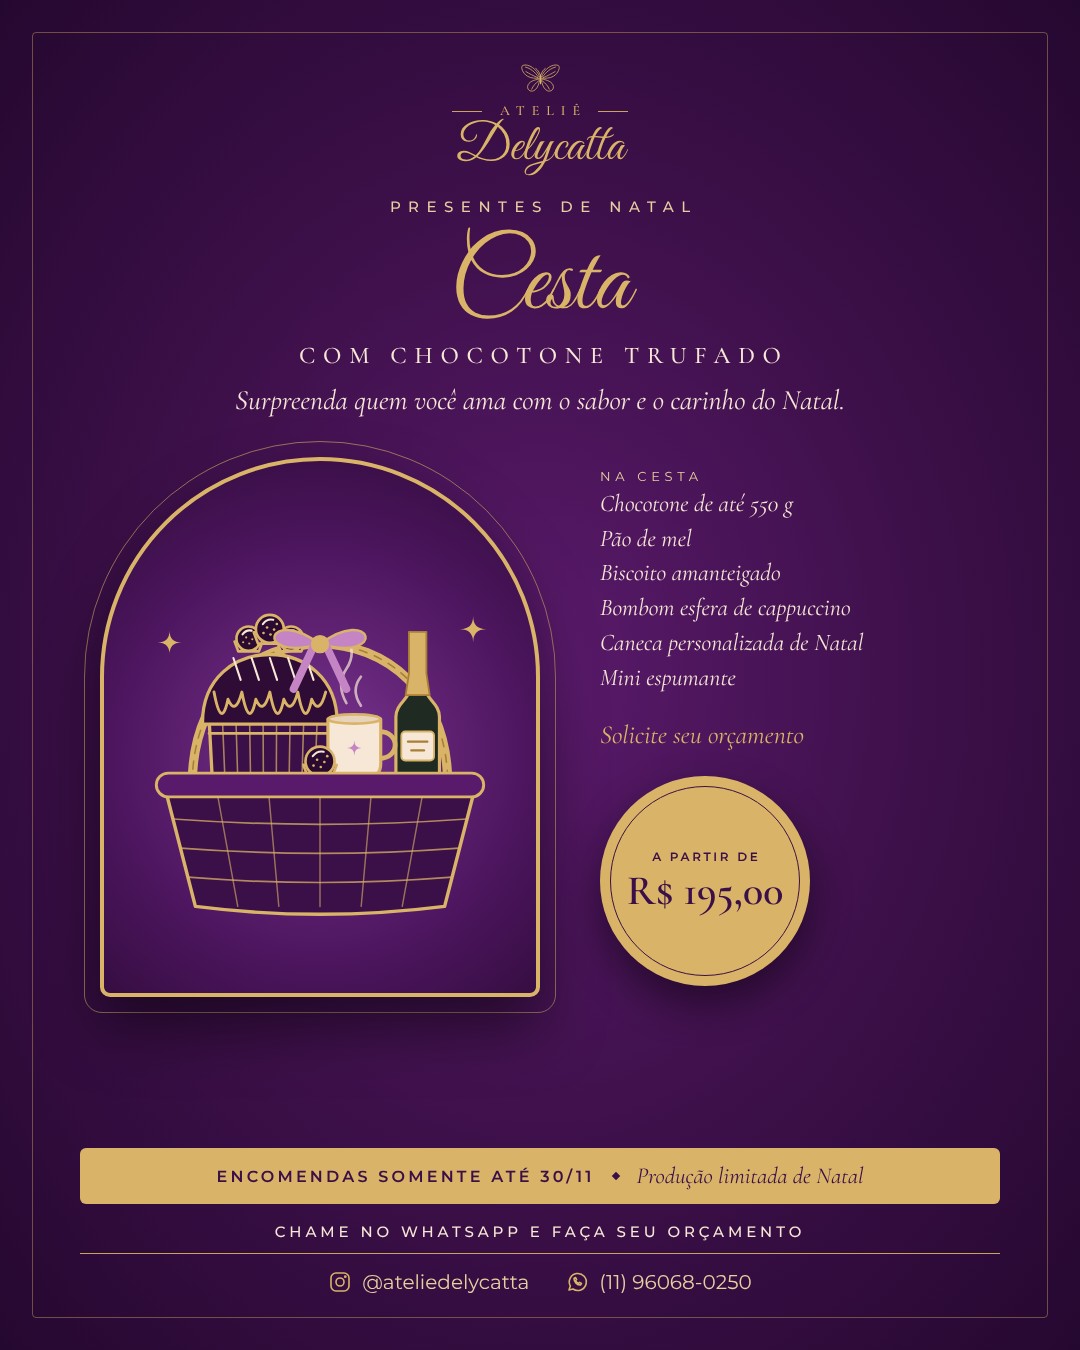 ATELIÊ
Delycatta
PRESENTES DE NATAL
Cesta
COM CHOCOTONE TRUFADO
Surpreenda quem você ama com o sabor e o carinho do Natal.
NA CESTA
Chocotone de até 550 g
Pão de mel
Biscoito amanteigado
Bombom esfera de cappuccino
Caneca personalizada de Natal
Mini espumante
Solicite seu orçamento
A PARTIR DE
R$ 195,00
ENCOMENDAS SOMENTE ATÉ 30/11 ◆ Produção limitada de Natal
CHAME NO WHATSAPP E FAÇA SEU ORÇAMENTO
@ateliedelycatta (11) 96068-0250